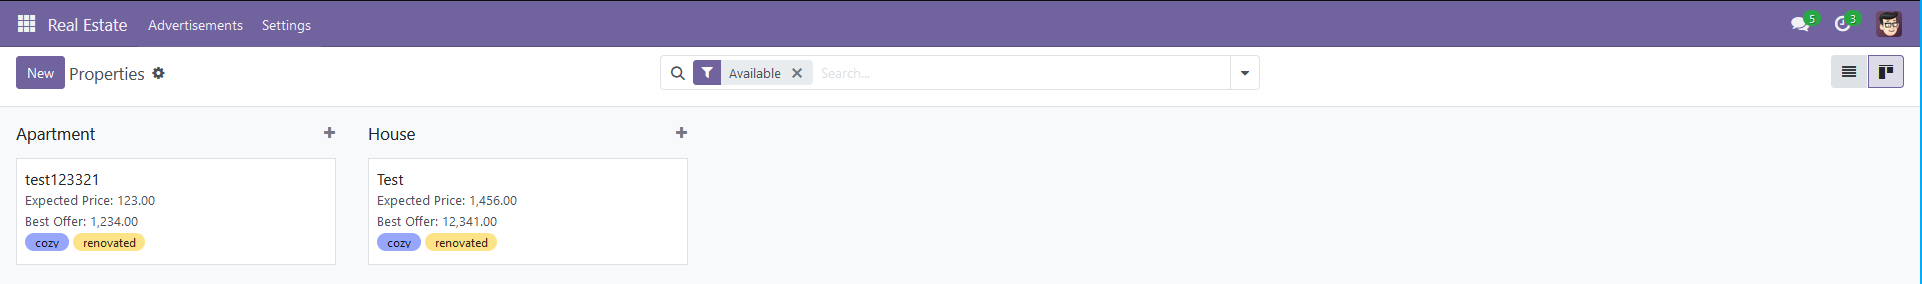 Real Estate Advertisements Settings 5 3
New Properties Available Search...
Apartment House
test123321
Expected Price: 123.00
Best Offer: 1,234.00
cozy renovated
Test
Expected Price: 1,456.00
Best Offer: 12,341.00
cozy renovated